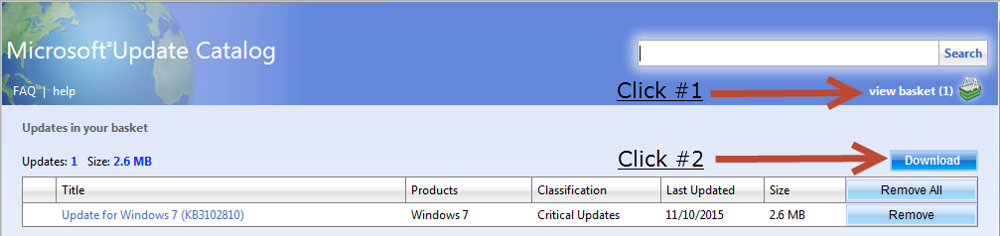 Microsoft®Update Catalog
Search
FAQ | help
Click #1
view basket (1)
Updates in your basket
Updates: 1 Size: 2.6 MB
Click #2
Download
Title Products Classification Last Updated Size Remove All
Update for Windows 7 (KB3102810) Windows 7 Critical Updates 11/10/2015 2.6 MB Remove